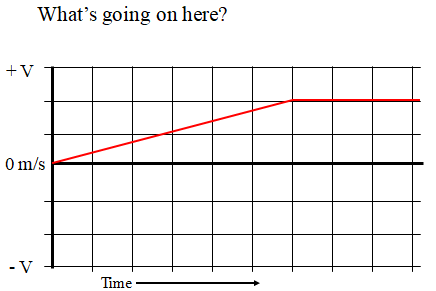 What's going on here?
+ V
0 m/s
- V
Time